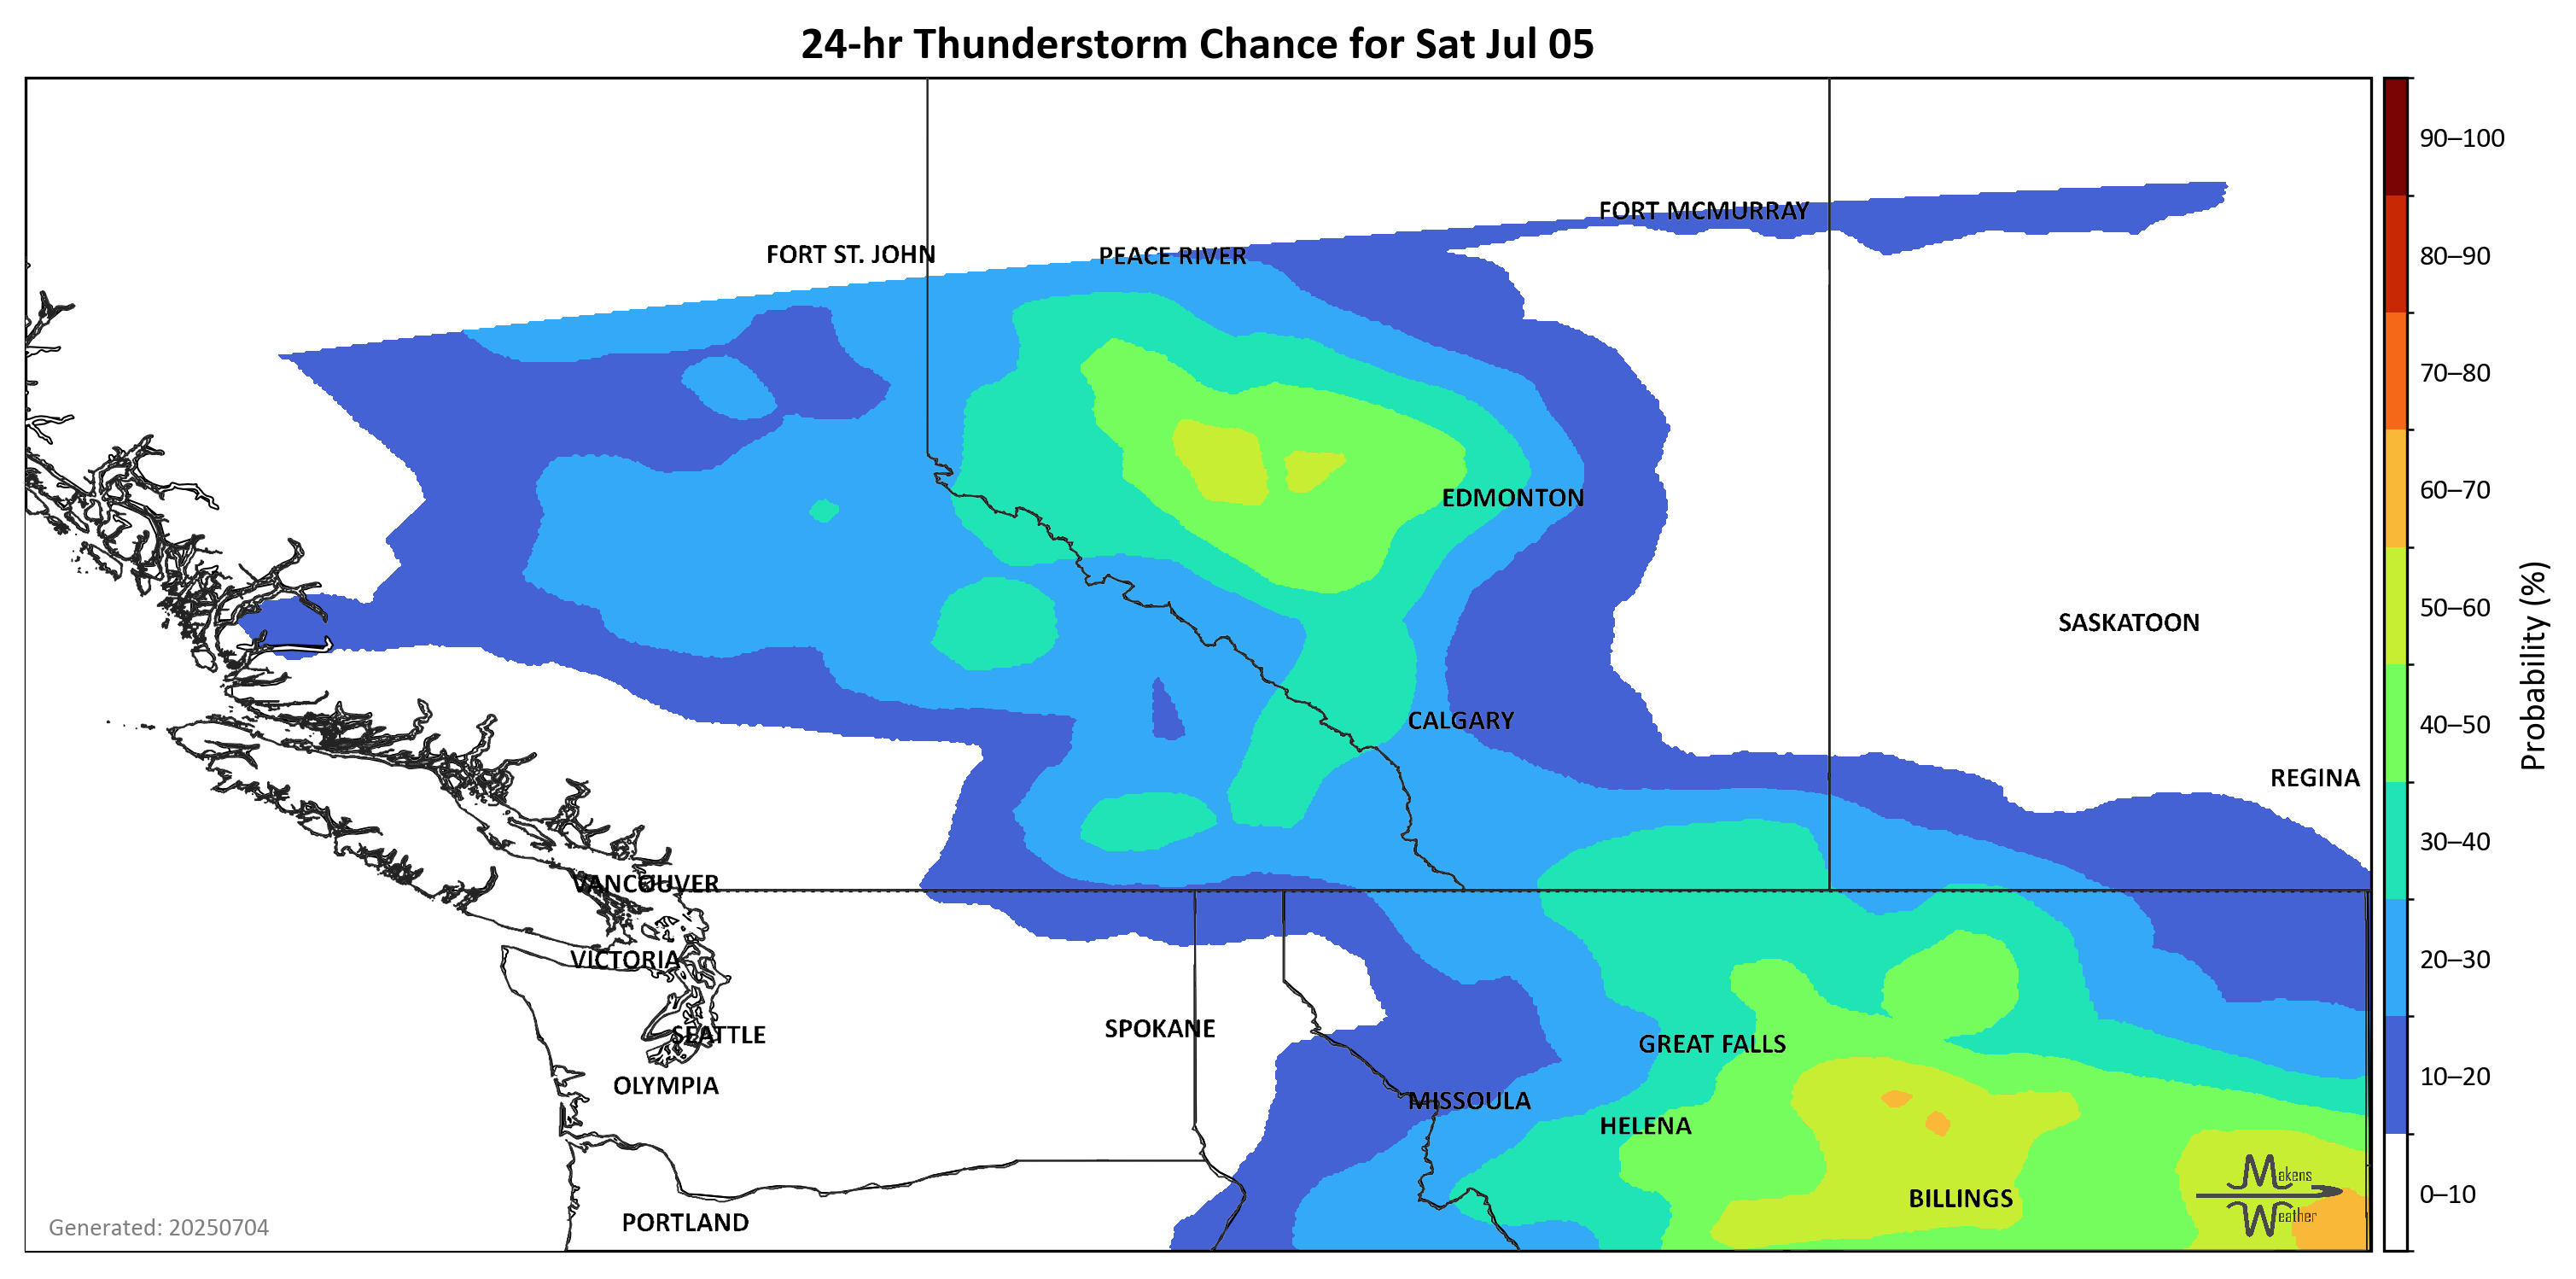 24-hr Thunderstorm Chance for Sat Jul 05
90–100
80–90
70–80
60–70
50–60
40–50
30–40
20–30
10–20
0–10
Probability (%)
FORT MCMURRAY
FORT ST. JOHN
PEACE RIVER
EDMONTON
SASKATOON
CALGARY
REGINA
VANCOUVER
VICTORIA
SEATTLE
SPOKANE
GREAT FALLS
OLYMPIA
MISSOULA
HELENA
BILLINGS
PORTLAND
Makens
Weather
Generated: 20250704